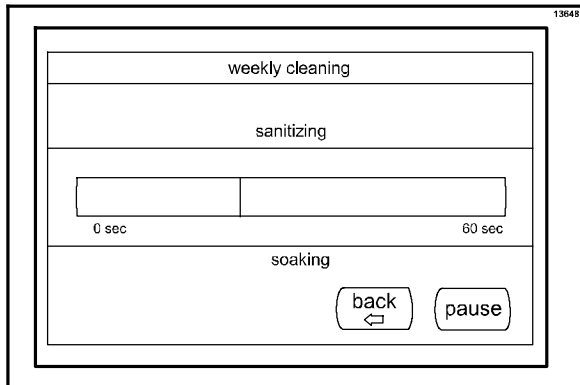 13648
weekly cleaning
sanitizing
0 sec 60 sec
soaking
back pause